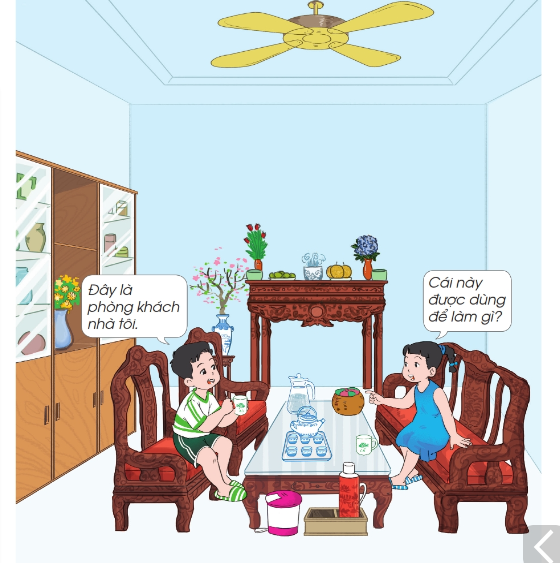 Đây là
phòng khách
nhà tôi.
Cái này
được dùng
để làm gì?